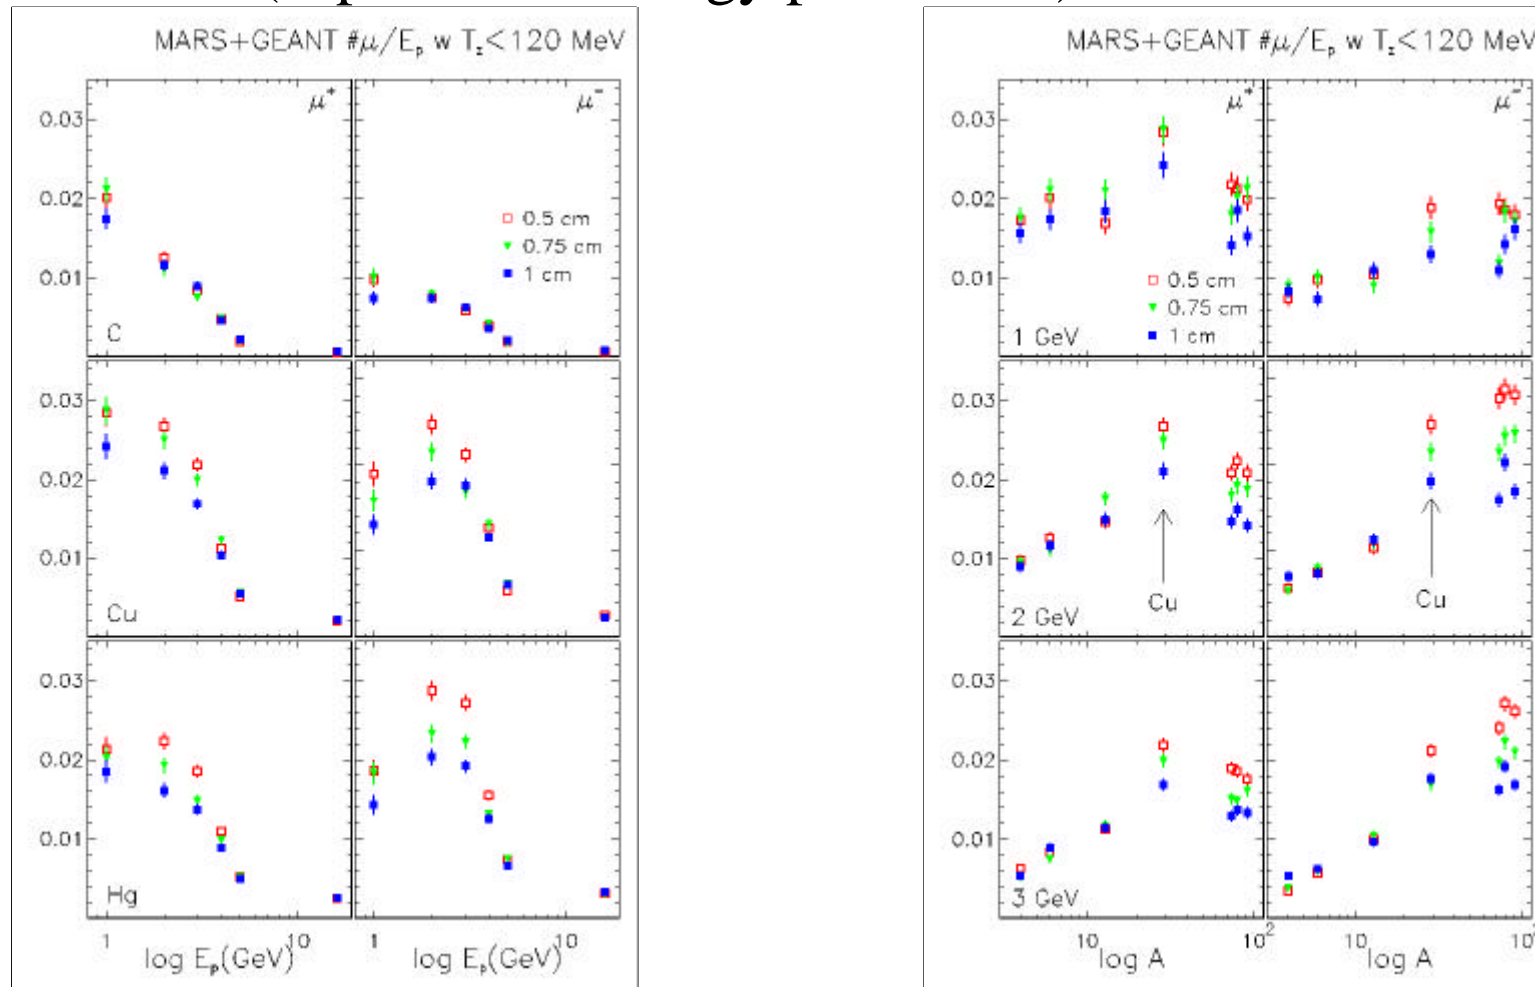 MARS+GEANT #μ/Eₚ w T_z<120 MeV
μ⁺
μ⁻
0.03
0.02
0.01
0.5 cm
0.75 cm
1 cm
C
0.03
0.02
0.01
Cu
0.03
0.02
0.01
Hg
1
10
1
10
log Eₚ(GeV)
log Eₚ(GeV)
MARS+GEANT #μ/Eₚ w T_z<120 MeV
μ⁺
μ⁻
0.03
0.02
0.01
0.5 cm
0.75 cm
1 cm
1 GeV
0.03
0.02
0.01
Cu
Cu
2 GeV
0.03
0.02
0.01
3 GeV
10
10²
10
log A
log A